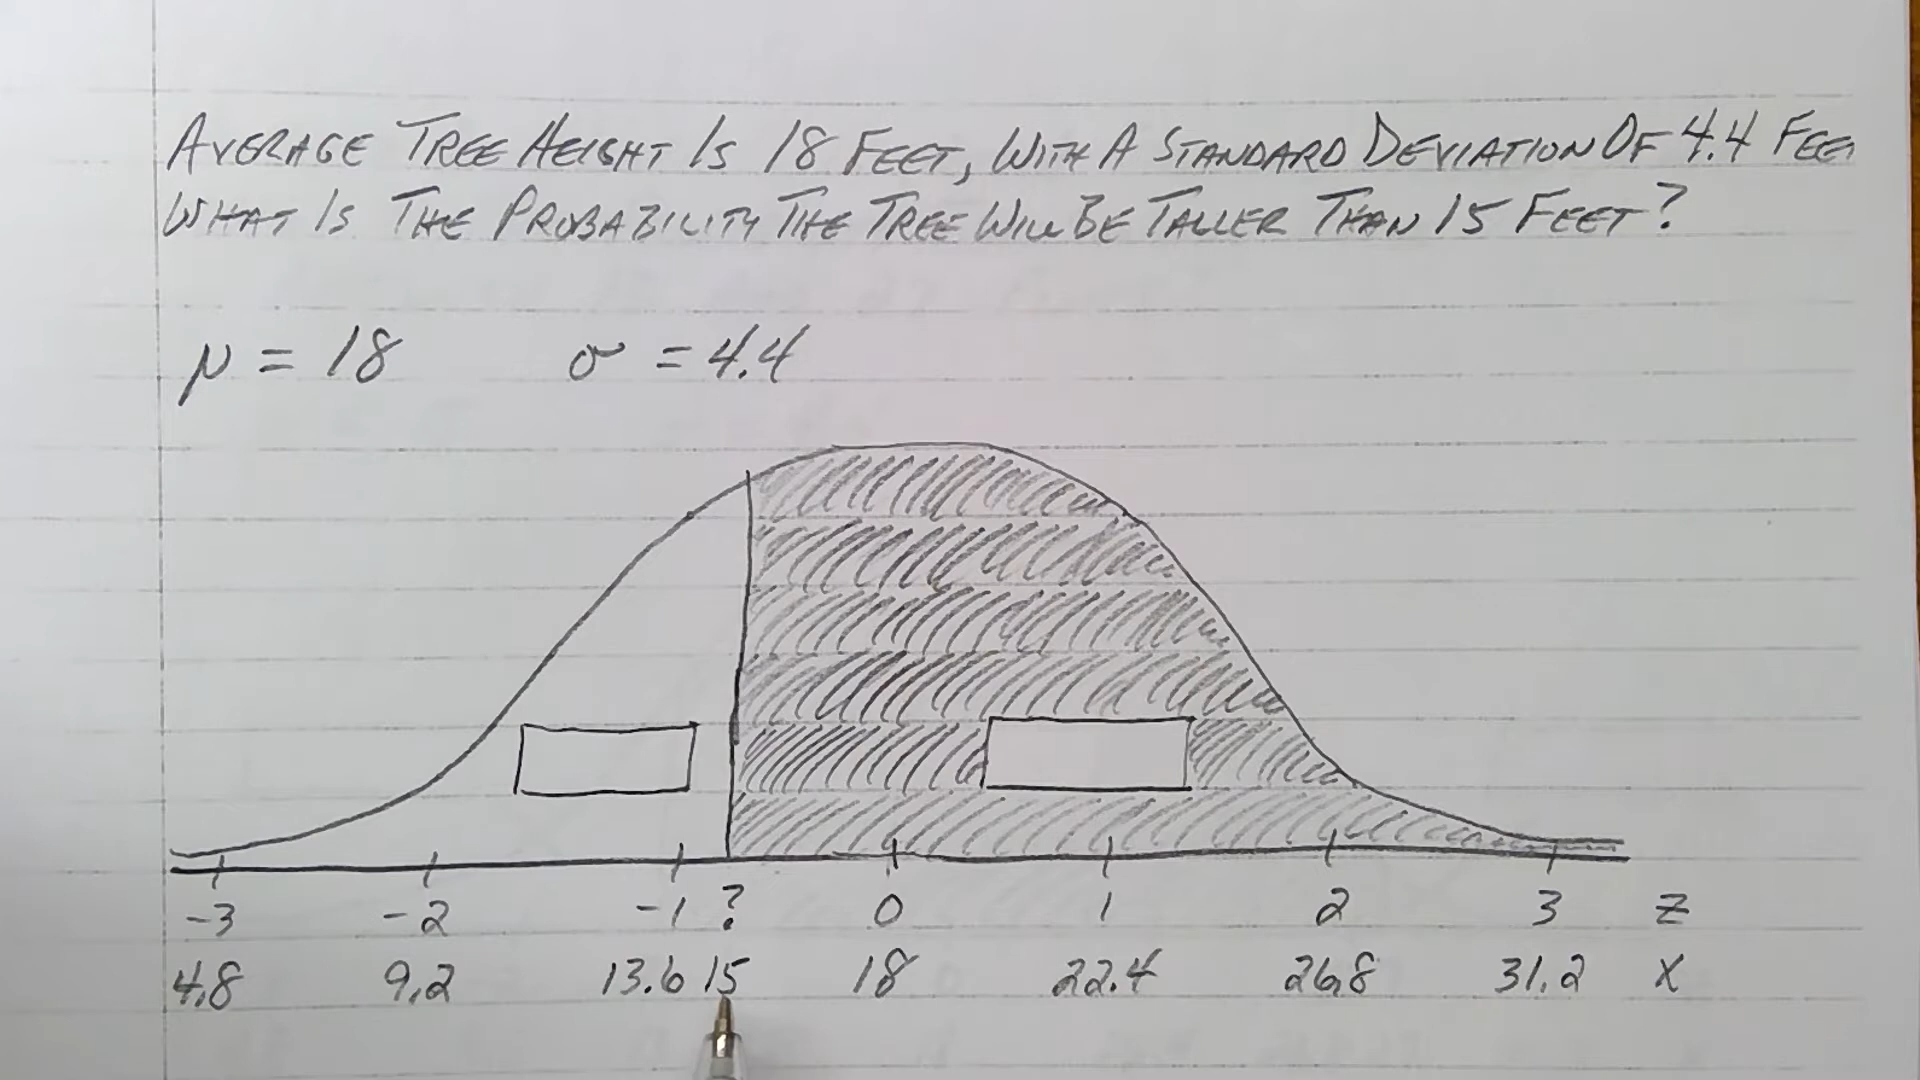 AVERAGE TREE HEIGHT IS 18 FEET, WITH A STANDARD DEVIATION OF 4.4 FEET
WHAT IS THE PROBABILITY THE TREE WILL BE TALLER THAN 15 FEET?
μ = 18 σ = 4.4
-3 -2 -1 ? 0 1 2 3 Z
4.8 9.2 13.6 15 18 22.4 26.8 31.2 X